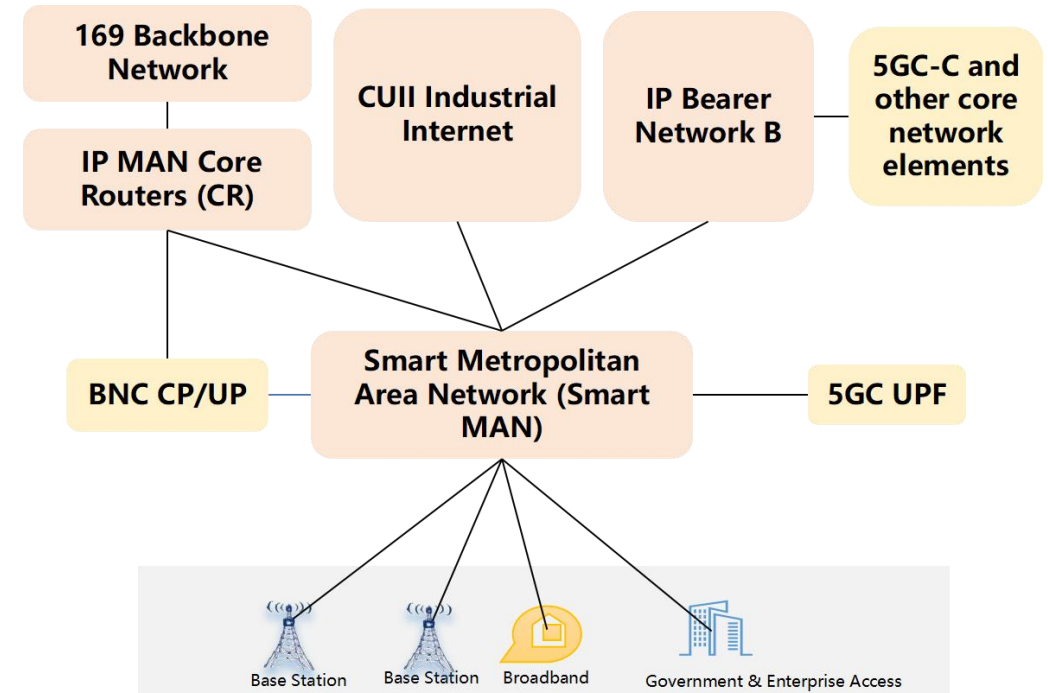 169 Backbone
Network
CUII Industrial
Internet
IP Bearer
Network B
5GC-C and
other core
network
elements
IP MAN Core
Routers (CR)
BNC CP/UP
Smart Metropolitan
Area Network (Smart
MAN)
5GC UPF
Base Station
Base Station
Broadband
Government & Enterprise Access